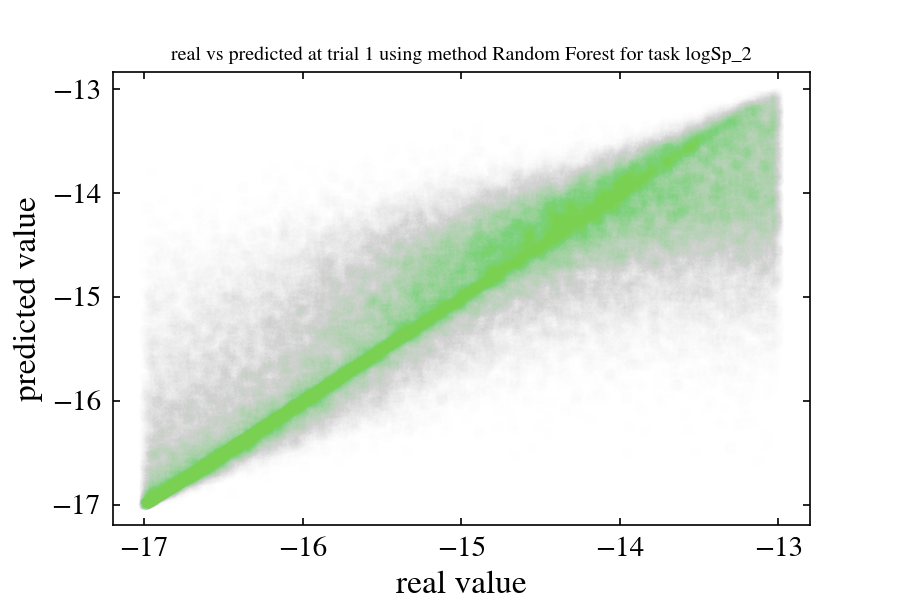 real vs predicted at trial 1 using method Random Forest for task logSp_2
predicted value
−13
−14
−15
−16
−17
−17 −16 −15 −14 −13
real value